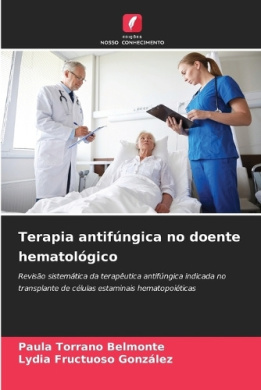 edições
NOSSO CONHECIMENTO
Terapia antifúngica no doente
hematológico
Revisão sistemática da terapêutica antifúngica indicada no
transplante de células estaminais hematopoiéticas
Paula Torrano Belmonte
Lydia Fructuoso González